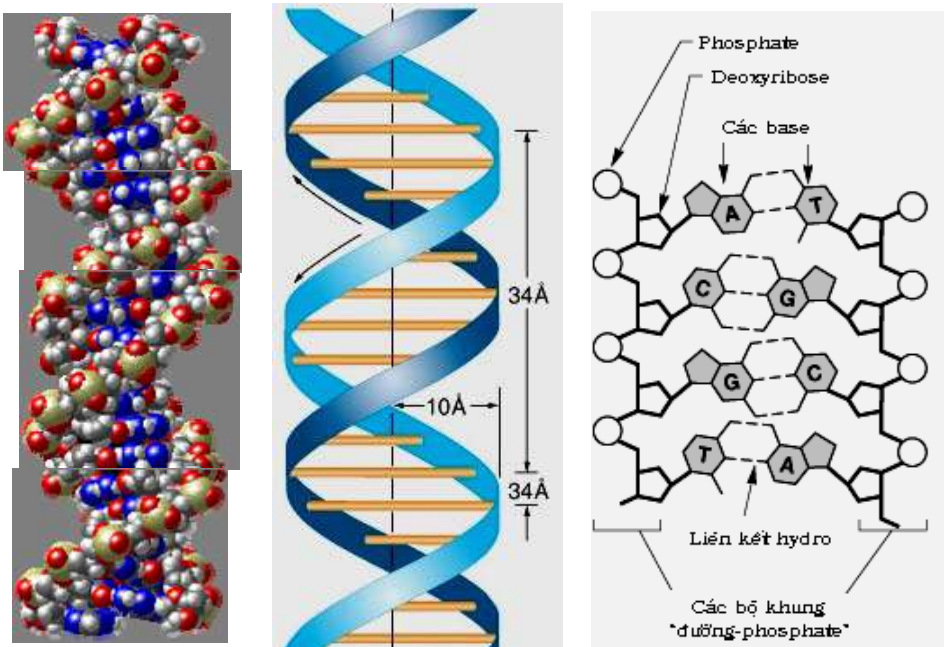 34Å
10Å
34Å
Phosphate
Deoxyribose
Các base
A
T
C
G
G
C
T
A
Liên kết hydro
Các bộ khung
"đường-phosphate"